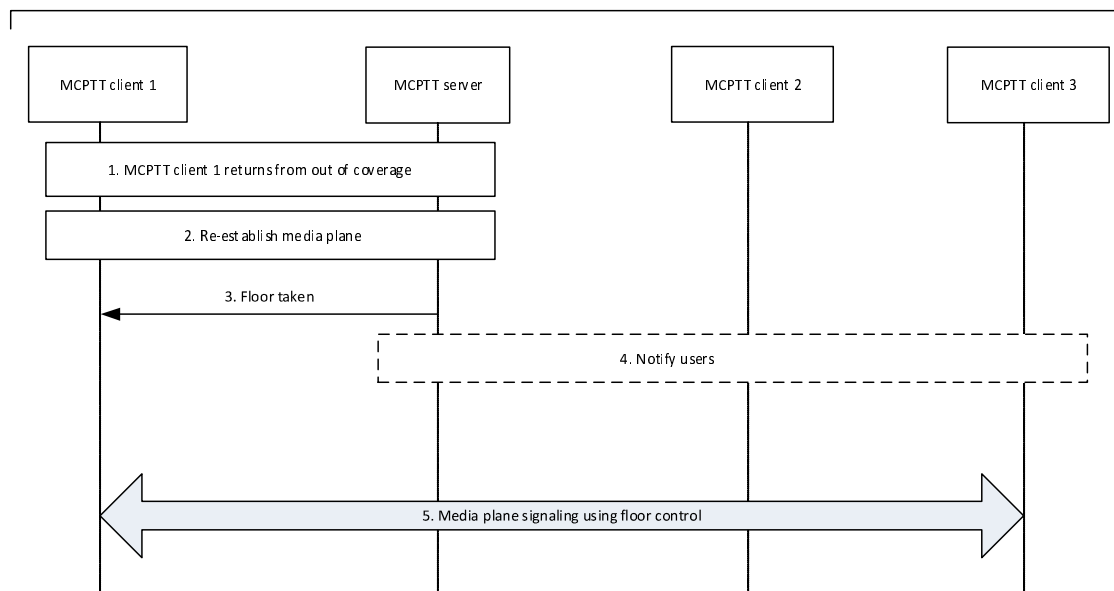 MCPTT client 1
MCPTT server
MCPTT client 2
MCPTT client 3
1. MCPTT client 1 returns from out of coverage
2. Re-establish media plane
3. Floor taken
4. Notify users
5. Media plane signaling using floor control